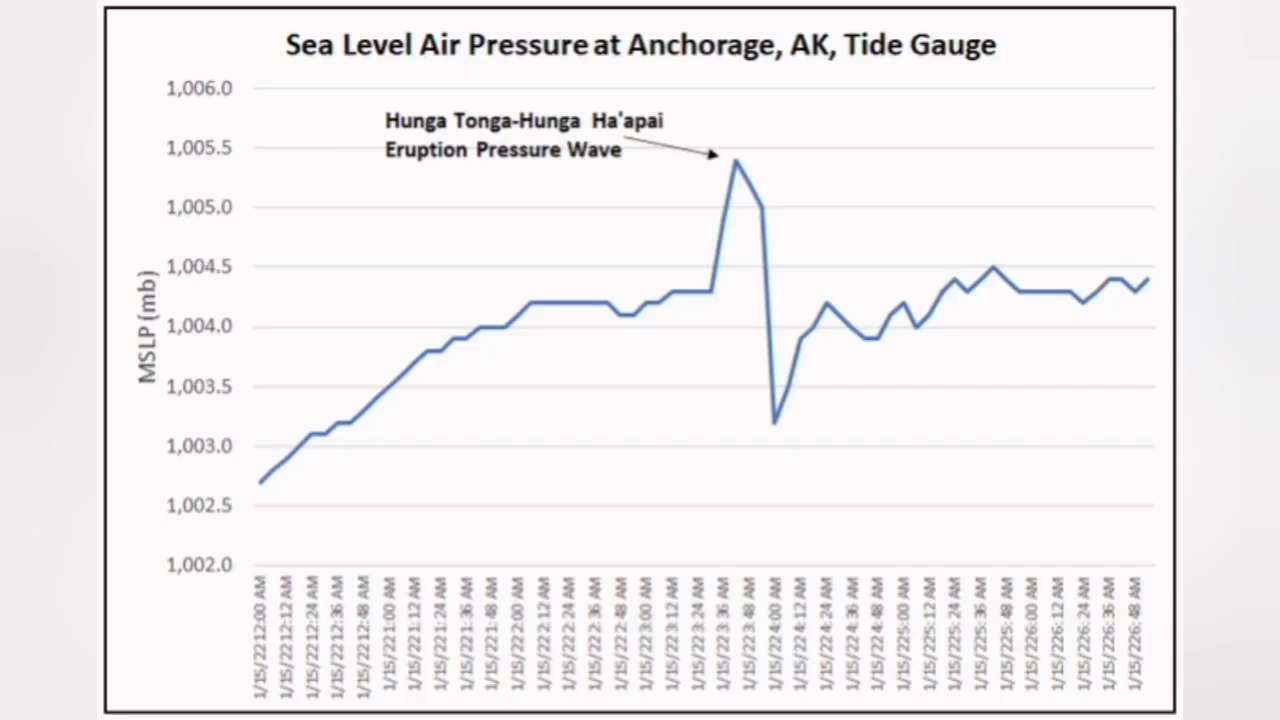 Sea Level Air Pressure at Anchorage, AK, Tide Gauge
1,006.0
Hunga Tonga-Hunga Ha'apai
1,005.5
Eruption Pressure Wave
1,005.0
1,004.5
MSLP (mb)
1,004.0
1,003.5
1,003.0
1,002.5
1,002.0
1/15/22 12:00 AM
1/15/22 12:12 AM
1/15/22 12:24 AM
1/15/22 12:36 AM
1/15/22 12:48 AM
1/15/22 1:00 AM
1/15/22 1:12 AM
1/15/22 1:24 AM
1/15/22 1:36 AM
1/15/22 1:48 AM
1/15/22 2:00 AM
1/15/22 2:12 AM
1/15/22 2:24 AM
1/15/22 2:36 AM
1/15/22 2:48 AM
1/15/22 3:00 AM
1/15/22 3:12 AM
1/15/22 3:24 AM
1/15/22 3:36 AM
1/15/22 3:48 AM
1/15/22 4:00 AM
1/15/22 4:12 AM
1/15/22 4:24 AM
1/15/22 4:36 AM
1/15/22 4:48 AM
1/15/22 5:00 AM
1/15/22 5:12 AM
1/15/22 5:24 AM
1/15/22 5:36 AM
1/15/22 5:48 AM
1/15/22 6:00 AM
1/15/22 6:12 AM
1/15/22 6:24 AM
1/15/22 6:36 AM
1/15/22 6:48 AM